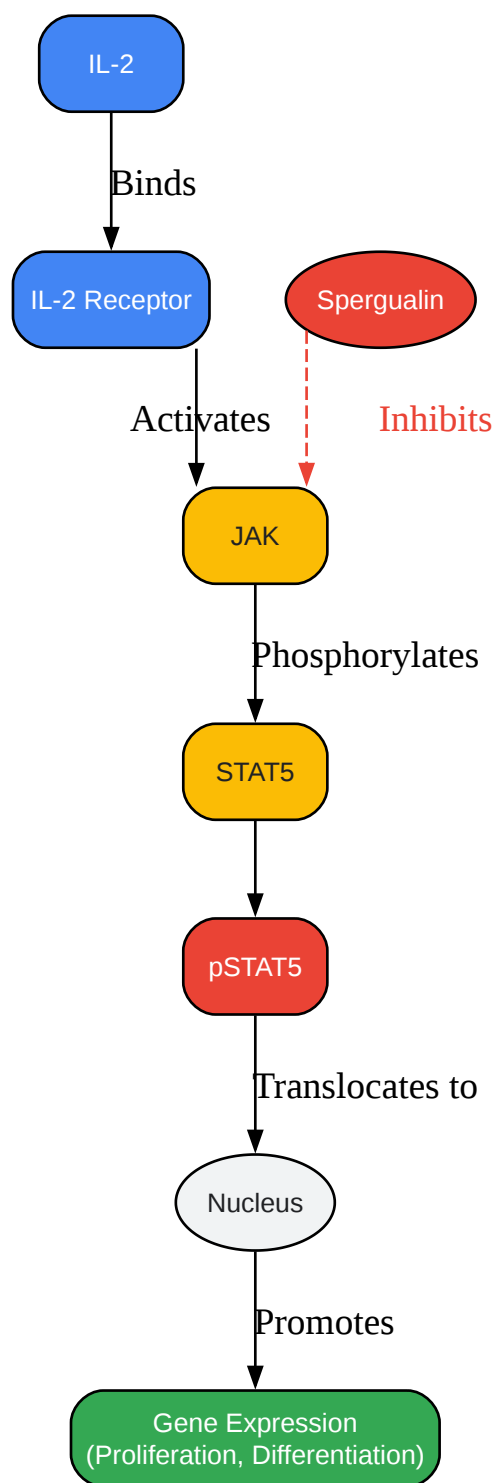 IL-2
Binds
IL-2 Receptor
Spergualin
Activates
Inhibits
JAK
Phosphorylates
STAT5
pSTAT5
Translocates to
Nucleus
Promotes
Gene Expression
(Proliferation, Differentiation)